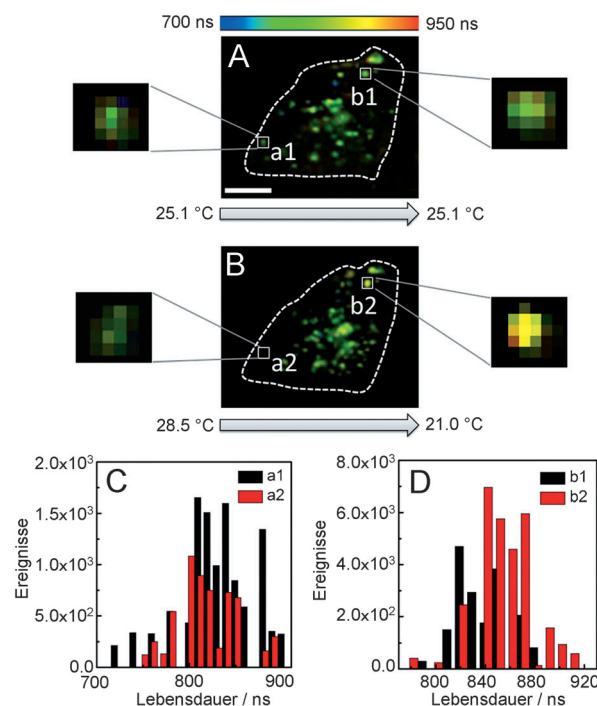 700 ns 950 ns
A
b1
a1
25.1 °C 25.1 °C
B
b2
a2
28.5 °C 21.0 °C
C
a1
a2
2.0x10³
1.5x10³
1.0x10³
5.0x10²
0.0
Ereignisse
700 800 900
Lebensdauer / ns
D
b1
b2
8.0x10³
6.0x10³
4.0x10³
2.0x10³
0.0
Ereignisse
800 840 880 920
Lebensdauer / ns